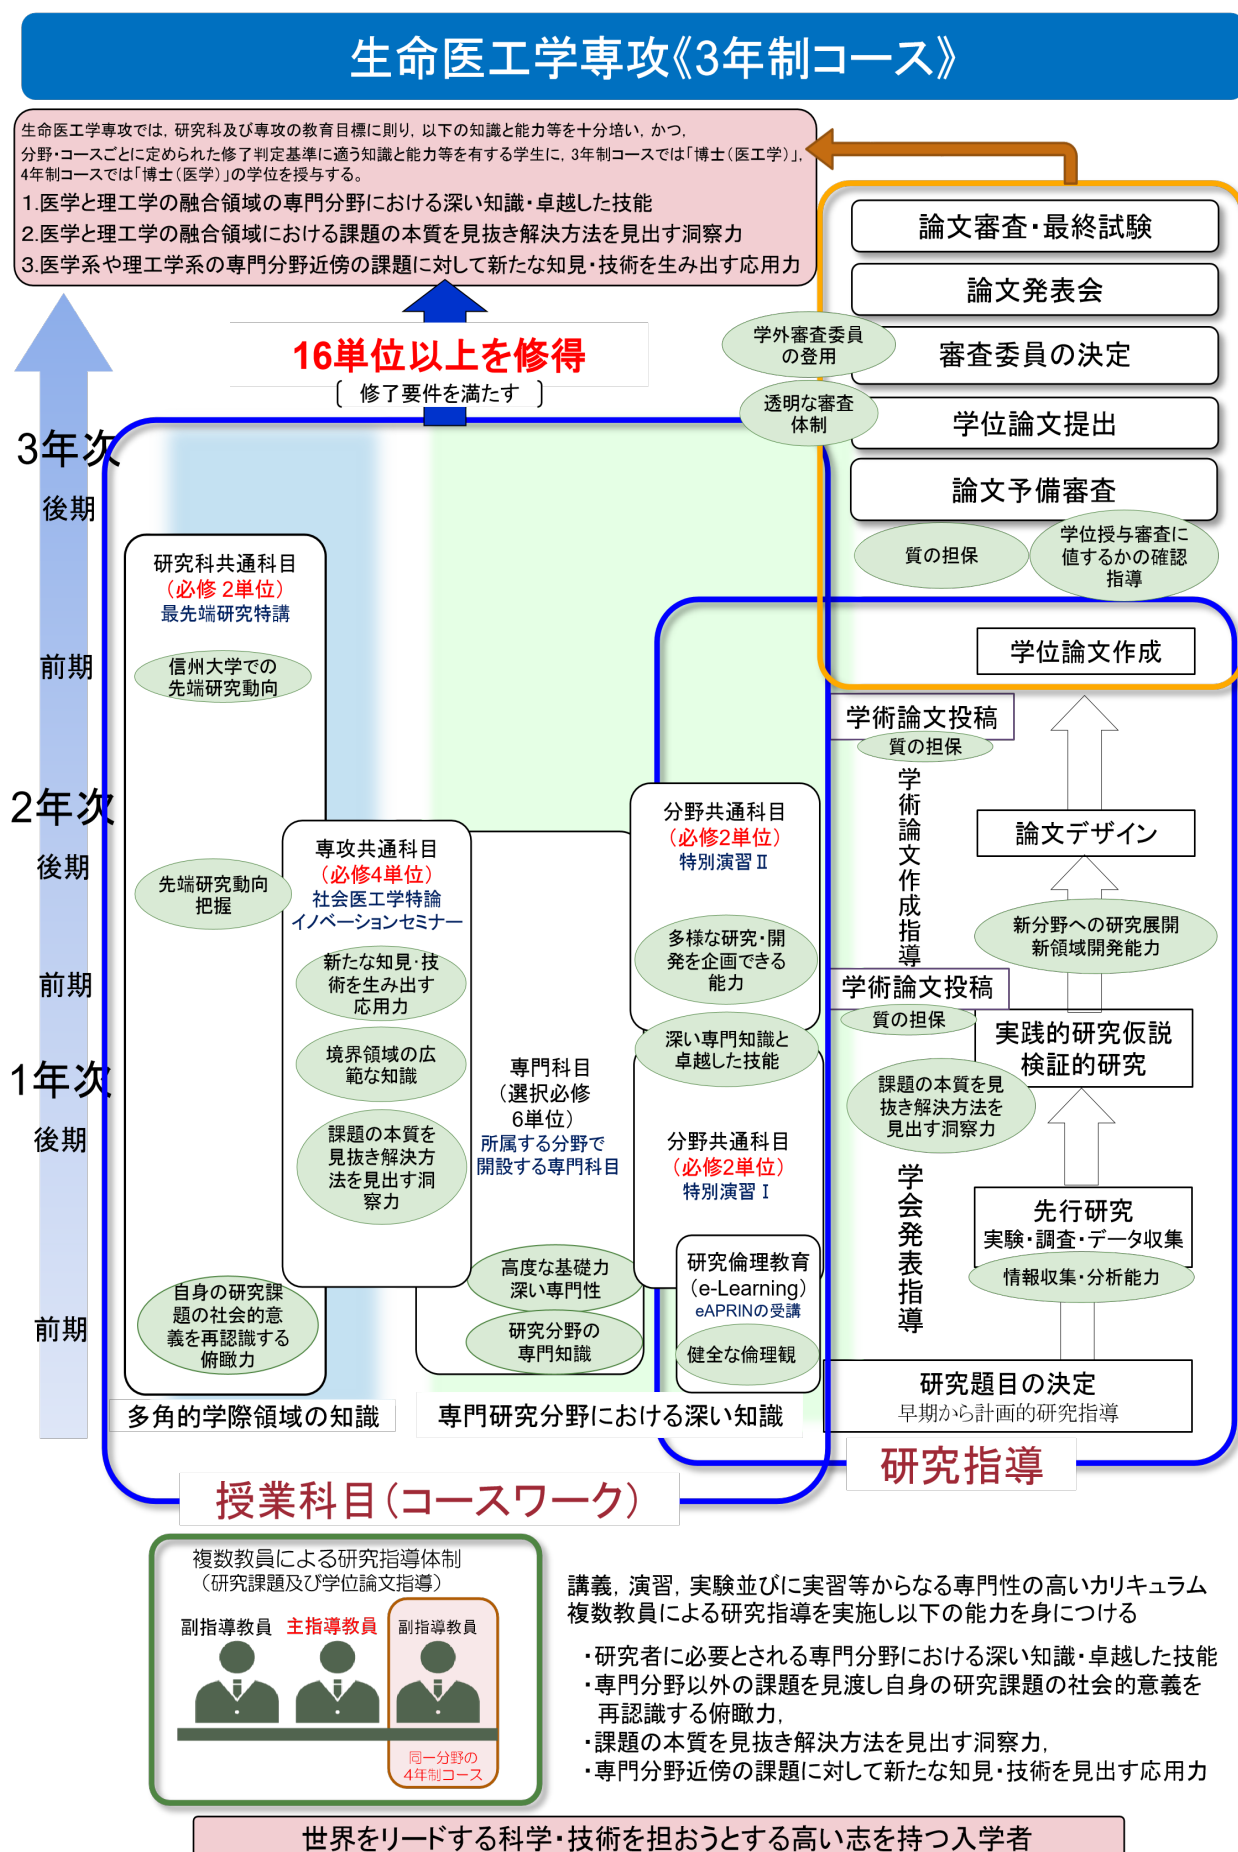 生命医工学専攻《3年制コース》
生命医工学専攻では，研究科及び専攻の教育目標に則り，以下の知識と能力等を十分培い，かつ，
分野・コースごとに定められた修了判定基準に適う知識と能力等を有する学生に，3年制コースでは「博士（医工学）」，
4年制コースでは「博士（医学）」の学位を授与する。
1.医学と理工学の融合領域の専門分野における深い知識・卓越した技能
2.医学と理工学の融合領域における課題の本質を見抜き解決方法を見出す洞察力
3.医学系や理工学系の専門分野近傍の課題に対して新たな知見・技術を生み出す応用力
16単位以上を修得
〔 修了要件を満たす 〕
論文審査・最終試験
論文発表会
学外審査委員
の登用
審査委員の決定
透明な審査
体制
学位論文提出
論文予備審査
質の担保
学位授与審査に
値するかの確認
指導
3年次
後期
前期
2年次
後期
前期
1年次
後期
前期
研究科共通科目
（必修 2単位）
最先端研究特講
信州大学での
先端研究動向
先端研究動向
把握
自身の研究課
題の社会的意
義を再認識する
俯瞰力
専攻共通科目
（必修4単位）
社会医工学特論
イノベーションセミナー
新たな知見・技
術を生み出す
応用力
境界領域の広
範な知識
課題の本質を
見抜き解決方
法を見出す洞
察力
専門科目
（選択必修
6単位）
所属する分野で
開設する専門科目
高度な基礎力
深い専門性
研究分野の
専門知識
分野共通科目
（必修2単位）
特別演習Ⅱ
多様な研究・開
発を企画できる
能力
深い専門知識と
卓越した技能
分野共通科目
（必修2単位）
特別演習Ⅰ
研究倫理教育
（e-Learning）
eAPRINの受講
健全な倫理観
学位論文作成
学術論文投稿
質の担保
学術論文作成指導
論文デザイン
新分野への研究展開
新領域開発能力
学術論文投稿
質の担保
実践的研究仮説
検証的研究
課題の本質を見
抜き解決方法を
見出す洞察力
学会発表指導
先行研究
実験・調査・データ収集
情報収集・分析能力
研究題目の決定
早期から計画的研究指導
多角的学際領域の知識
専門研究分野における深い知識
研究指導
授業科目（コースワーク）
複数教員による研究指導体制
（研究課題及び学位論文指導）
副指導教員 主指導教員 副指導教員
同一分野の
4年制コース
講義，演習，実験並びに実習等からなる専門性の高いカリキュラム
複数教員による研究指導を実施し以下の能力を身につける
・研究者に必要とされる専門分野における深い知識・卓越した技能
・専門分野以外の課題を見渡し自身の研究課題の社会的意義を
再認識する俯瞰力，
・課題の本質を見抜き解決方法を見出す洞察力，
・専門分野近傍の課題に対して新たな知見・技術を見出す応用力
世界をリードする科学・技術を担おうとする高い志を持つ入学者